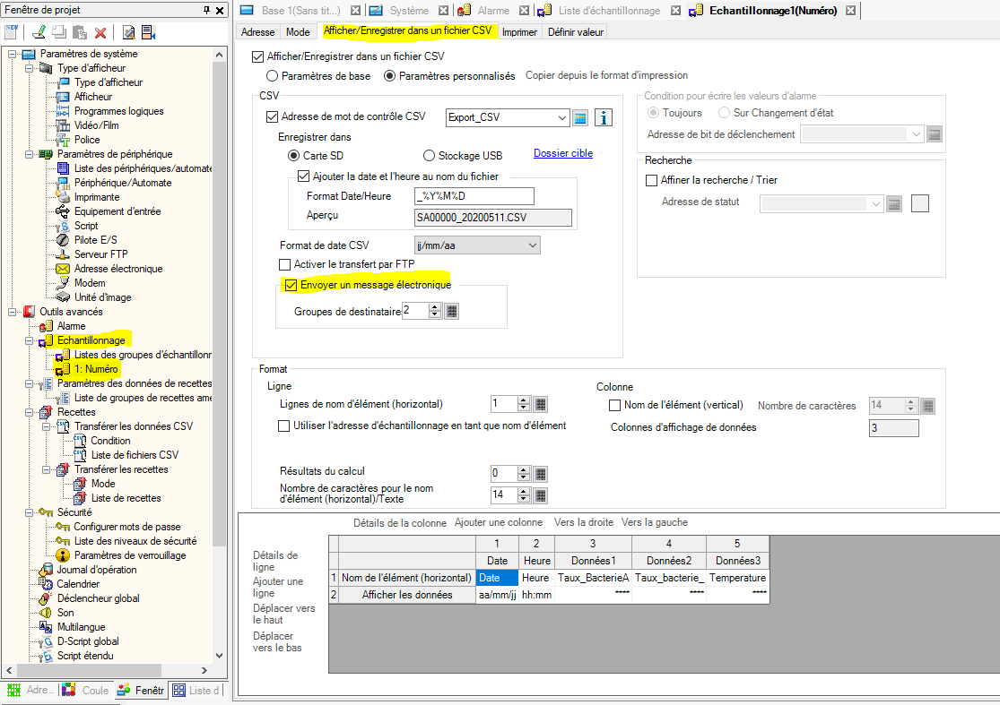 Fenêtre de projet
NEW
Paramètres de système
Type d'afficheur
Type d'afficheur
Afficheur
Programmes logiques
Vidéo/Film
Police
Paramètres de périphérique
Liste des périphériques/automate
Périphérique/Automate
Imprimante
Equipement d'entrée
Script
Pilote E/S
Serveur FTP
Adresse électronique
Modem
Unité d'image
Outils avancés
Alarme
Echantillonnage
Listes des groupes d'échantillonr
1: Numéro
Paramètres des données de recettes
Liste de groupes de recettes amé
Recettes
Transférer les données CSV
Condition
Liste de fichiers CSV
Transférer les recettes
Mode
Liste de recettes
Sécurité
Configurer mots de passe
Liste des niveaux de sécurité
Paramètres de verrouillage
Journal d'opération
Calendrier
Déclencheur global
Son
Multilangue
D-Script global
Script étendu
Adre... Coule Fenêtr Liste d
Base 1(Sans tit...) Système Alarme Liste d'échantillonnage Echantillonnage1(Numéro)
Adresse Mode Afficher/Enregistrer dans un fichier CSV Imprimer Définir valeur
Afficher/Enregistrer dans un fichier CSV
Paramètres de base Paramètres personnalisés Copier depuis le format d'impression
CSV
Adresse de mot de contrôle CSV Export_CSV
Enregistrer dans
Carte SD Stockage USB Dossier cible
Ajouter la date et l'heure au nom du fichier
Format Date/Heure _%Y%M%D
Aperçu SA00000_20200511.CSV
Format de date CSV jj/mm/aa
Activer le transfert par FTP
Envoyer un message électronique
Groupes de destinataire 2
Condition pour écrire les valeurs d'alarme
Toujours Sur Changement d'état
Adresse de bit de déclenchement
Recherche
Affiner la recherche / Trier
Adresse de statut
Format
Ligne
Lignes de nom d'élément (horizontal) 1
Utiliser l'adresse d'échantillonnage en tant que nom d'élément
Résultats du calcul 0
Nombre de caractères pour le nom
d'élément (horizontal)/Texte 14
Colonne
Nom de l'élément (vertical) Nombre de caractères 14
Colonnes d'affichage de données 3
Détails de la colonne Ajouter une colonne Vers la droite Vers la gauche
Détails de
ligne
Ajouter une
ligne
Déplacer vers
le haut
Déplacer
vers le bas
1 2 3 4 5
Date Heure Données1 Données2 Données3
1 Nom de l'élément (horizontal) Date Heure Taux_BacterieA Taux_bacterie_ Temperature
2 Afficher les données aa/mm/jj hh:mm **** **** ****